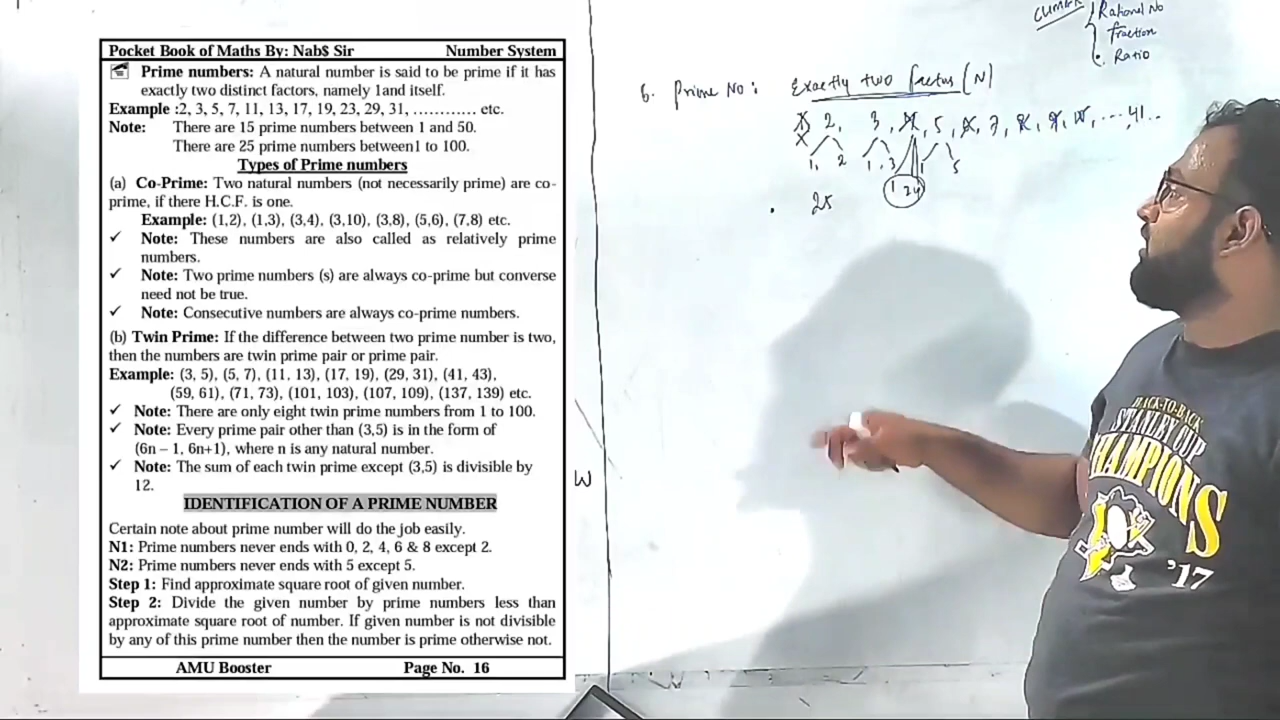 Pocket Book of Maths By: Nab$ Sir Number System
Prime numbers: A natural number is said to be prime if it has
exactly two distinct factors, namely 1and itself.
Example :2, 3, 5, 7, 11, 13, 17, 19, 23, 29, 31, ………… etc.
Note: There are 15 prime numbers between 1 and 50.
There are 25 prime numbers between1 to 100.
Types of Prime numbers
(a) Co-Prime: Two natural numbers (not necessarily prime) are co-
prime, if there H.C.F. is one.
Example: (1,2), (1,3), (3,4), (3,10), (3,8), (5,6), (7,8) etc.
✓ Note: These numbers are also called as relatively prime
numbers.
✓ Note: Two prime numbers (s) are always co-prime but converse
need not be true.
✓ Note: Consecutive numbers are always co-prime numbers.
(b) Twin Prime: If the difference between two prime number is two,
then the numbers are twin prime pair or prime pair.
Example: (3, 5), (5, 7), (11, 13), (17, 19), (29, 31), (41, 43),
(59, 61), (71, 73), (101, 103), (107, 109), (137, 139) etc.
✓ Note: There are only eight twin prime numbers from 1 to 100.
✓ Note: Every prime pair other than (3,5) is in the form of
(6n – 1, 6n+1), where n is any natural number.
✓ Note: The sum of each twin prime except (3,5) is divisible by
12.
IDENTIFICATION OF A PRIME NUMBER
Certain note about prime number will do the job easily.
N1: Prime numbers never ends with 0, 2, 4, 6 & 8 except 2.
N2: Prime numbers never ends with 5 except 5.
Step 1: Find approximate square root of given number.
Step 2: Divide the given number by prime numbers less than
approximate square root of number. If given number is not divisible
by any of this prime number then the number is prime otherwise not.
AMU Booster Page No. 16
Rational No
fraction
Ratio
6. Prime No: Exactly two factors (N)
1, 2, 3, 4, 5, 6, 7, 8, 9, 10, .... 41..
1, 2 1, 3 1 2 4 1 5
25
W
BACK-TO-BACK
STANLEY CUP
CHAMPIONS
'17